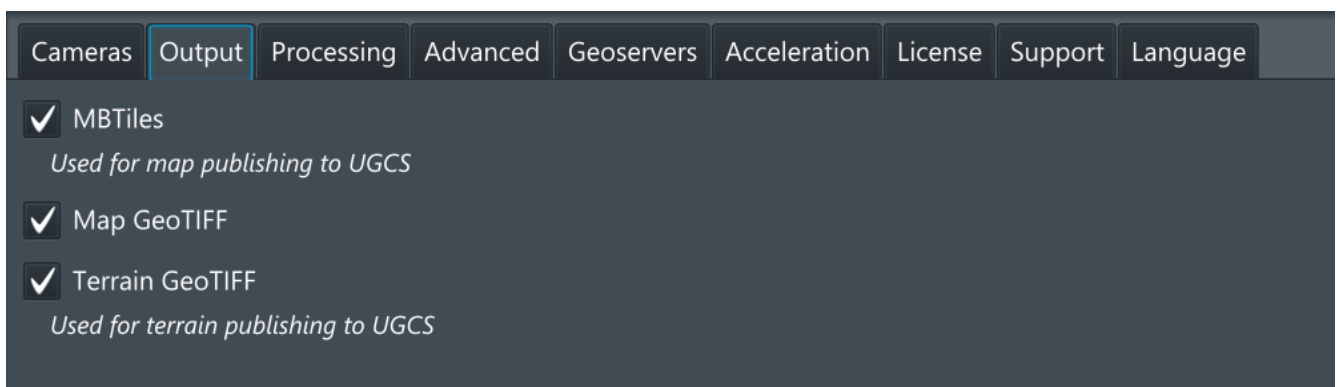 Cameras Output Processing Advanced Geoservers Acceleration License Support Language
MBTiles
Used for map publishing to UGCS
Map GeoTIFF
Terrain GeoTIFF
Used for terrain publishing to UGCS